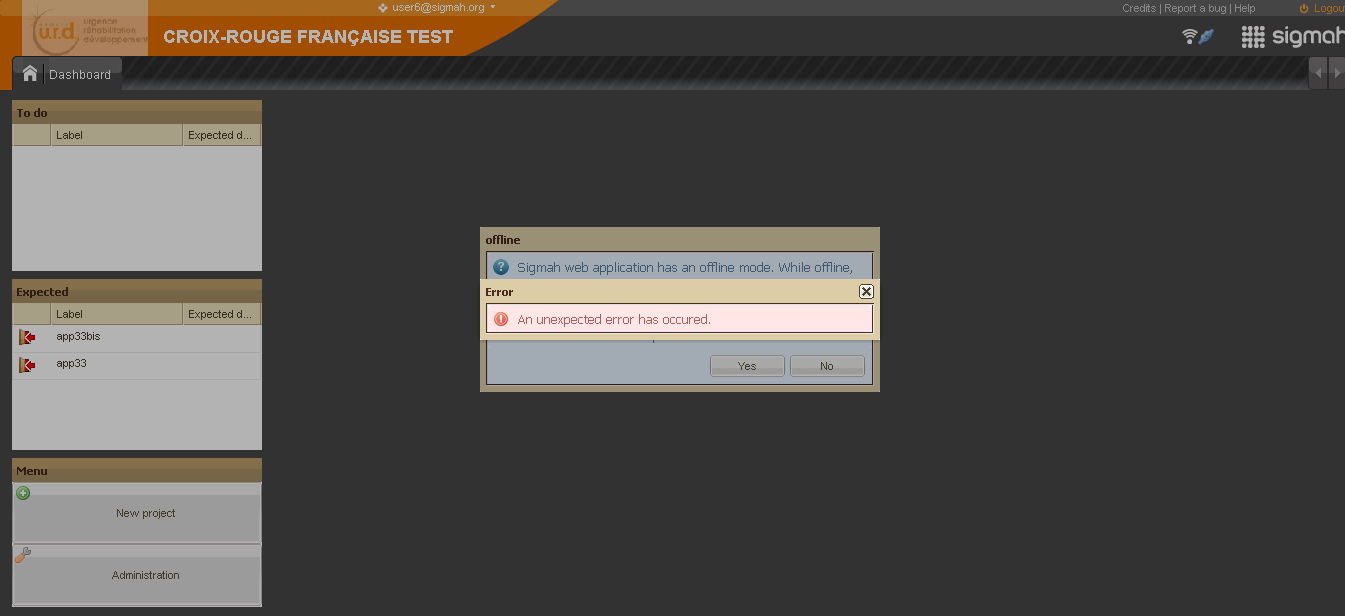 user6@sigmah.org
Credits | Report a bug | Help
Logou
u.r.d
urgence
réhabilitation
développement
CROIX-ROUGE FRANÇAISE TEST
sigmah
Dashboard
To do
Label
Expected d...
Expected
Label
Expected d...
app33bis
app33
Menu
New project
Administration
offline
Sigmah web application has an offline mode. While offline,
Error
An unexpected error has occured.
Yes
No